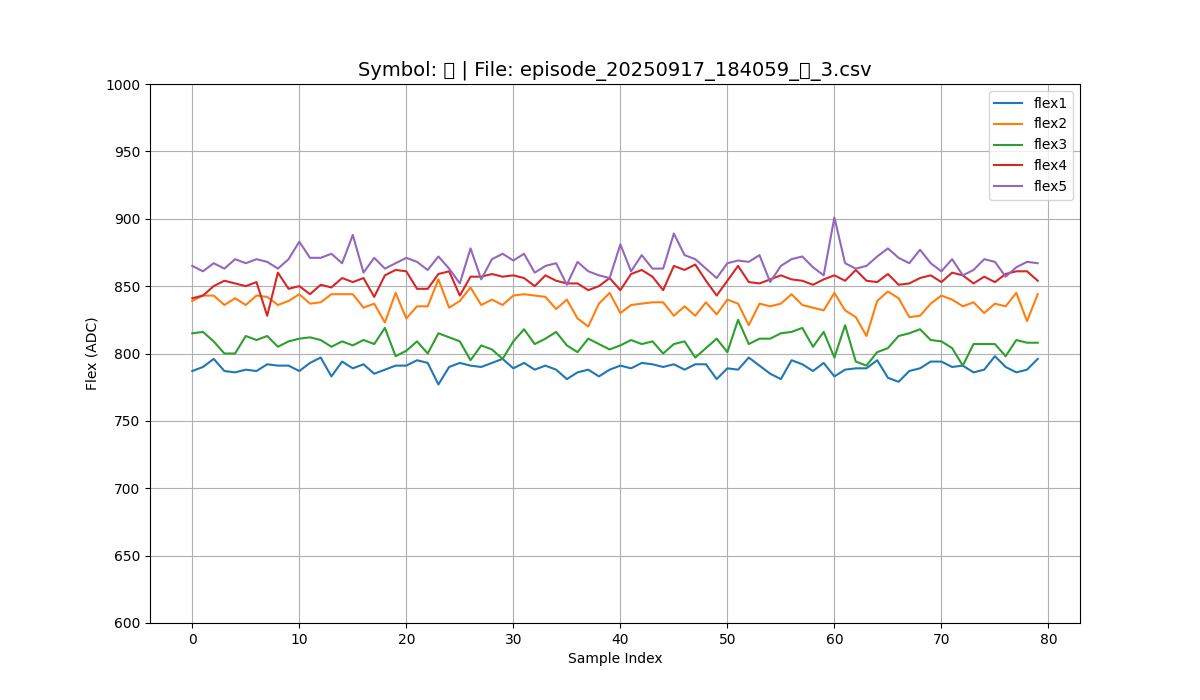 Symbol: | File: episode_20250917_184059_ _3.csv
1000
950
900
850
800
750
700
650
600
Flex (ADC)
0 10 20 30 40 50 60 70 80
Sample Index
flex1
flex2
flex3
flex4
flex5